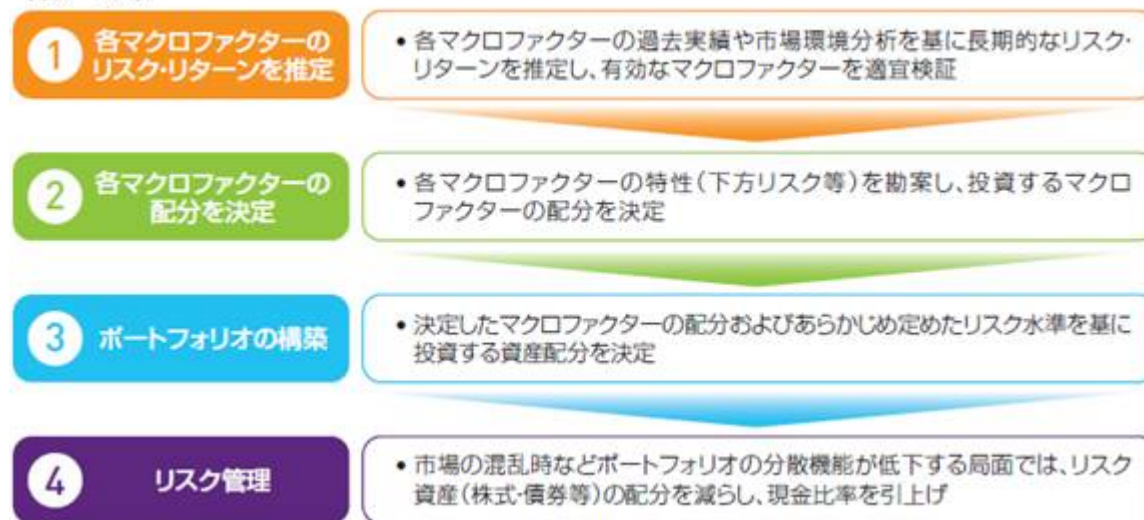 1
各マクロファクターの
リスク・リターンを推定
• 各マクロファクターの過去実績や市場環境分析を基に長期的なリスク・
リターンを推定し、有効なマクロファクターを適宜検証
2
各マクロファクターの
配分を決定
• 各マクロファクターの特性(下方リスク等)を勘案し、投資するマクロ
ファクターの配分を決定
3
ポートフォリオの構築
• 決定したマクロファクターの配分およびあらかじめ定めたリスク水準を基に
投資する資産配分を決定
4
リスク管理
• 市場の混乱時などポートフォリオの分散機能が低下する局面では、リスク
資産(株式・債券等)の配分を減らし、現金比率を引上げ